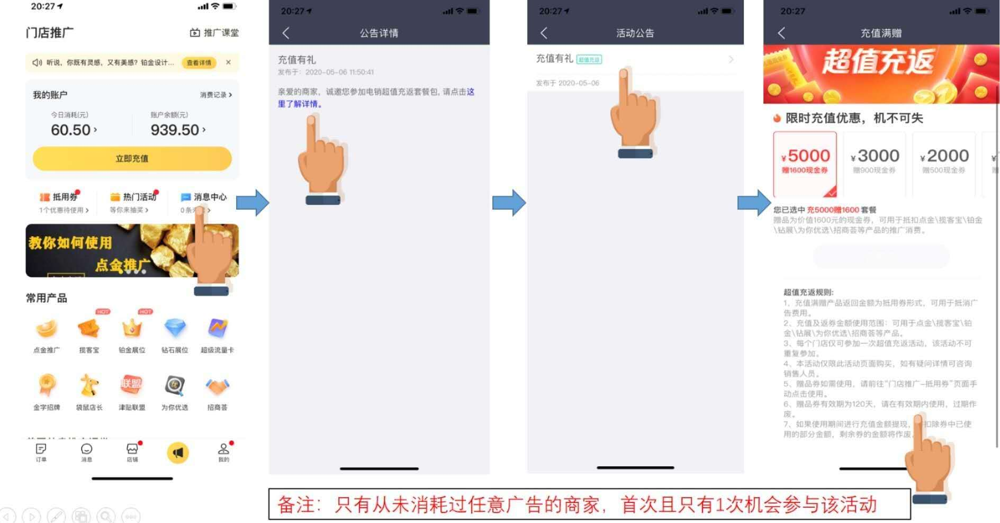 20:27
门店推广
推广课堂
听说，你既有灵感，又有美感？铂金设计...
查看详情
我的账户
消费记录
今日消耗(元)
账户余额(元)
60.50
939.50
立即充值
抵用券
热门活动
消息中心
1个优惠待使用
等你来抽奖
0条
教你如何使用
点金推广
常用产品
HOT
HOT
点金推广
揽客宝
铂金展位
钻石展位
超级流量卡
联盟
优
金字招牌
袋鼠店长
津贴联盟
为你优选
招商荟
订单
消息
店铺
我的
20:27
公告详情
充值有礼
发布于：2020-05-06 11:50:41
亲爱的商家，诚邀您参加电销超值充返套餐包，请点击这
里了解详情。
20:27
活动公告
充值有礼 超值充返
发布于 2020-05-06
20:27
充值满赠
超值充返
限时充值优惠，机不可失
¥5000
¥3000
¥2000
¥
赠1600现金券
赠900现金券
赠500现金券
赠
您已选中 充5000赠1600 套餐
赠品为价值1600元的现金券，可用于抵扣点金\揽客宝\铂金
\钻展\为你优选\招商荟等产品的推广消费。
超值充返规则:
1、充值满赠产品返回金额为抵用券形式，可用于抵消广
告费用。
2、充值及返券金额使用范围：可用于点金\揽客宝\铂
金\钻展\为你优选\招商荟等产品。
3、每个门店仅可参加一次超值充返活动，该活动不可
重复参加。
4、本活动仅限此活动页面购买，如有疑问详情可咨询
销售人员。
5、赠品券如需使用，请前往“门店推广-抵用券”页面手
动点击使用。
6、赠品券有效期为120天，请在有效期内使用，过期作
废。
7、如果使用期间进行充值金额提现，扣除券中已使
用的部分金额，剩余券的金额将作废
备注：只有从未消耗过任意广告的商家，首次且只有1次机会参与该活动